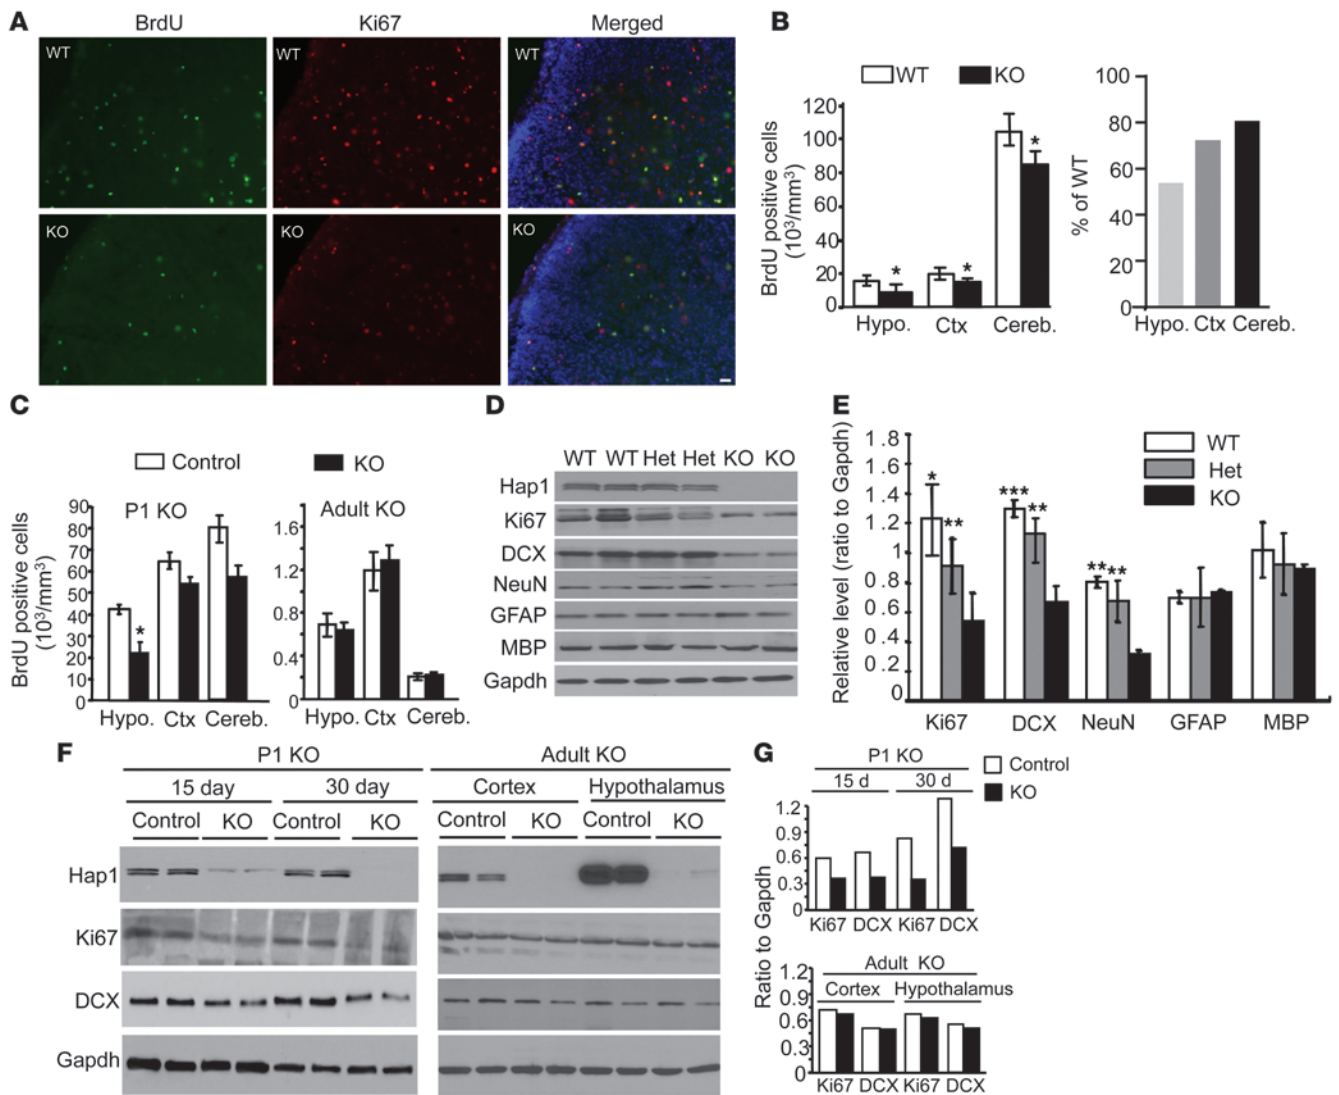 A
BrdU
Ki67
Merged
WT
WT
WT
KO
KO
KO
B
WT
KO
BrdU positive cells
(10³/mm³)
120
100
80
60
40
20
0
*
*
*
Hypo.
Ctx
Cereb.
% of WT
100
80
60
40
20
0
Hypo.
Ctx
Cereb.
C
Control
KO
BrdU positive cells
(10³/mm³)
P1 KO
90
80
70
60
50
40
30
20
10
0
*
Hypo.
Ctx
Cereb.
Adult KO
1.6
1.2
0.8
0.4
0
Hypo.
Ctx
Cereb.
D
WT WT Het Het KO KO
Hap1
Ki67
DCX
NeuN
GFAP
MBP
Gapdh
E
Relative level (ratio to Gapdh)
1.8
1.6
1.4
1.2
1
0.8
0.6
0.4
0.2
0
WT
Het
KO
*
**
***
**
**
**
Ki67
DCX
NeuN
GFAP
MBP
F
P1 KO
Adult KO
15 day
30 day
Cortex
Hypothalamus
Control KO Control KO
Control KO Control KO
Hap1
Ki67
DCX
Gapdh
G
P1 KO
15 d
30 d
Control
KO
Ratio to Gapdh
1.2
0.9
0.6
0.3
0
Ki67 DCX Ki67 DCX
Adult KO
Cortex
Hypothalamus
1.2
0.9
0.6
0.3
0
Ki67 DCX Ki67 DCX